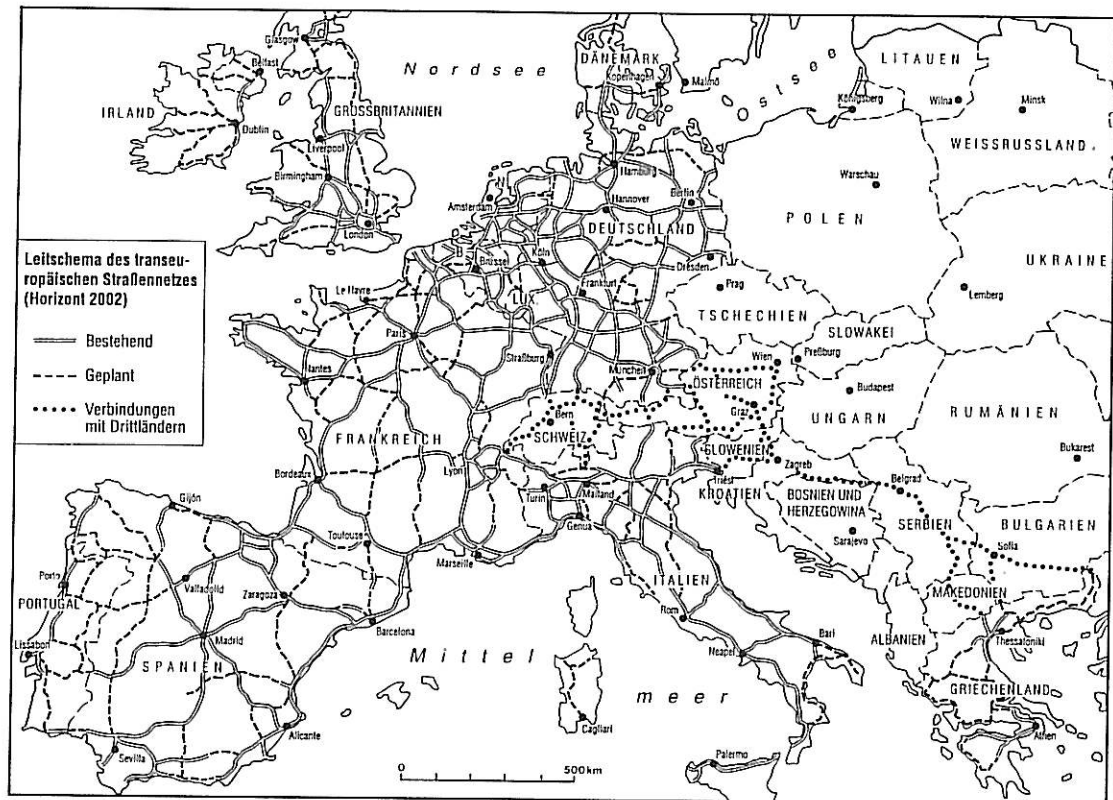 Glasgow
Nordsee
DÄNEMARK
Kopenhagen
Malmö
Ostsee
LITAUEN
Belfast
Königsberg
Wilna
Minsk
IRLAND
GROSSBRITANNIEN
Dublin
Liverpool
WEISSRUSSLAND
Hamburg
Birmingham
N
Warschau
Amsterdam
Hannover
Berlin
POLEN
London
DEUTSCHLAND
Leitschema des transeu-
ropäischen Straßennetzes
(Horizont 2002)
Bestehend
Geplant
Verbindungen
mit Drittländern
B
Brüssel
Köln
Dresden
UKRAINE
Le Havre
LUX.
Frankfurt
Prag
Lemberg
TSCHECHIEN
Paris
SLOWAKEI
Straßburg
Wien
Preßburg
Nantes
München
ÖSTERREICH
Budapest
Bern
Graz
UNGARN
RUMÄNIEN
FRANKREICH
SCHWEIZ
SLOWENIEN
Lyon
Zagreb
Bukarest
Bordeaux
Turin
Mailand
Triest
KROATIEN
Belgrad
BOSNIEN UND
HERZEGOWINA
Gijón
Genua
SERBIEN
BULGARIEN
Toulouse
Sarajevo
Marseille
Sofia
Porto
Valladolid
Zaragoza
ITALIEN
MAKEDONIEN
PORTUGAL
Barcelona
Rom
Lissabon
Madrid
ALBANIEN
Thessaloniki
Bari
SPANIEN
Mittel
Neapel
meer
GRIECHENLAND
Cagliari
Alicante
Athen
Sevilla
Palermo
0
500km